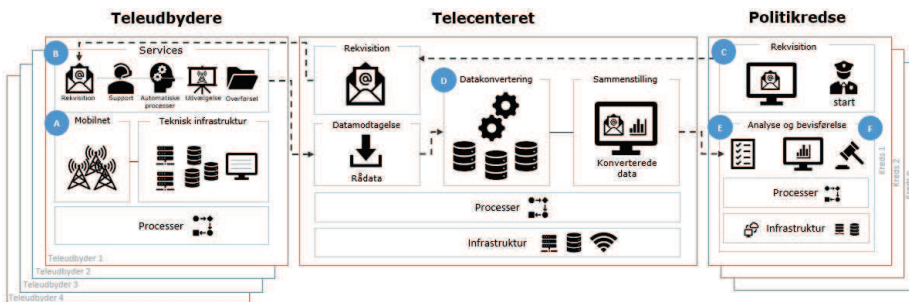 Teleudbydere
B
Services
Rekvisition
Support
Automatiske
processer
Udvælgelse
Overførsel
A
Mobilnet
Teknisk infrastruktur
Processer
Teleudbyder 1
Teleudbyder 2
Teleudbyder 3
Teleudbyder 4
Telecenteret
Rekvisition
Datamodtagelse
Rådata
D
Datakonvertering
Sammenstilling
Konverterede
data
Processer
Infrastruktur
Politikredse
C
Rekvisition
start
E
Analyse og bevisførelse
F
Processer
Infrastruktur
Kreds 1
Kreds 2